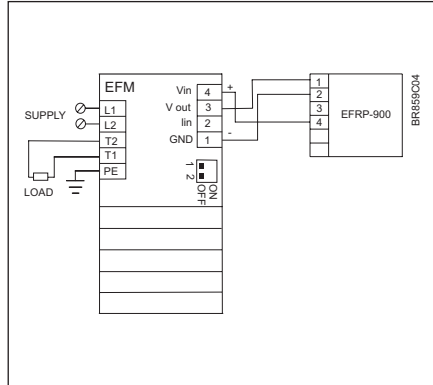 EFM
Vin 4 +
V out 3
Iin 2
GND 1 -
SUPPLY
L1
L2
T2
T1
PE
LOAD
1 2
ON
OFF
1
2
3
4
EFRP-900
BR859C04